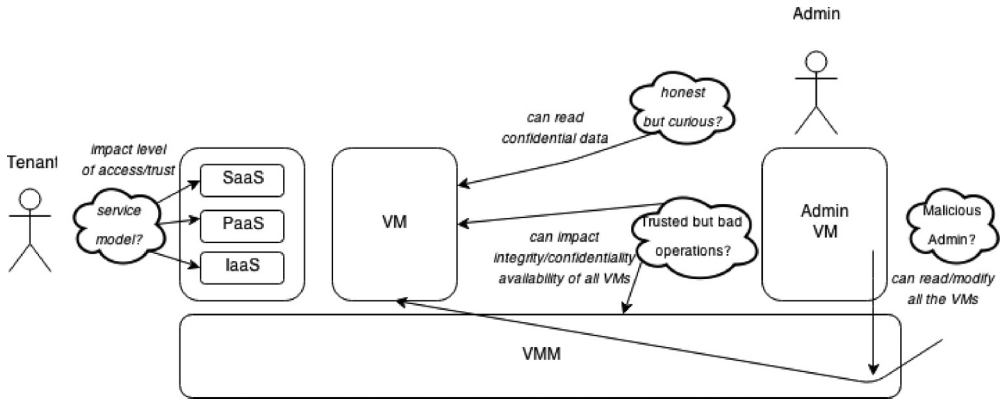 Admin
honest
but curious?
can read
confidential data
Tenant
impact level
of access/trust
service
model?
SaaS
PaaS
IaaS
VM
Trusted but bad
operations?
can impact
integrity/confidentiality
availability of all VMs
Admin
VM
Malicious
Admin?
can read/modify
all the VMs
VMM